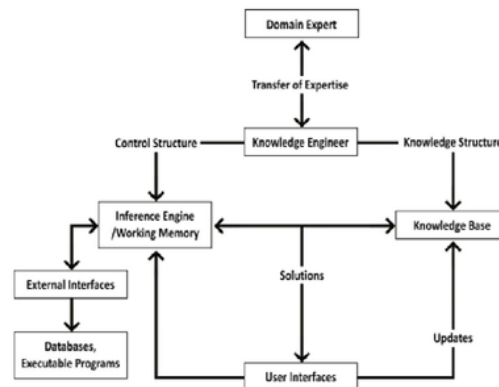 Domain Expert
Transfer of Expertise
Control Structure
Knowledge Engineer
Knowledge Structure
Inference Engine
/Working Memory
Knowledge Base
External Interfaces
Solutions
Databases,
Executable Programs
Updates
User Interfaces